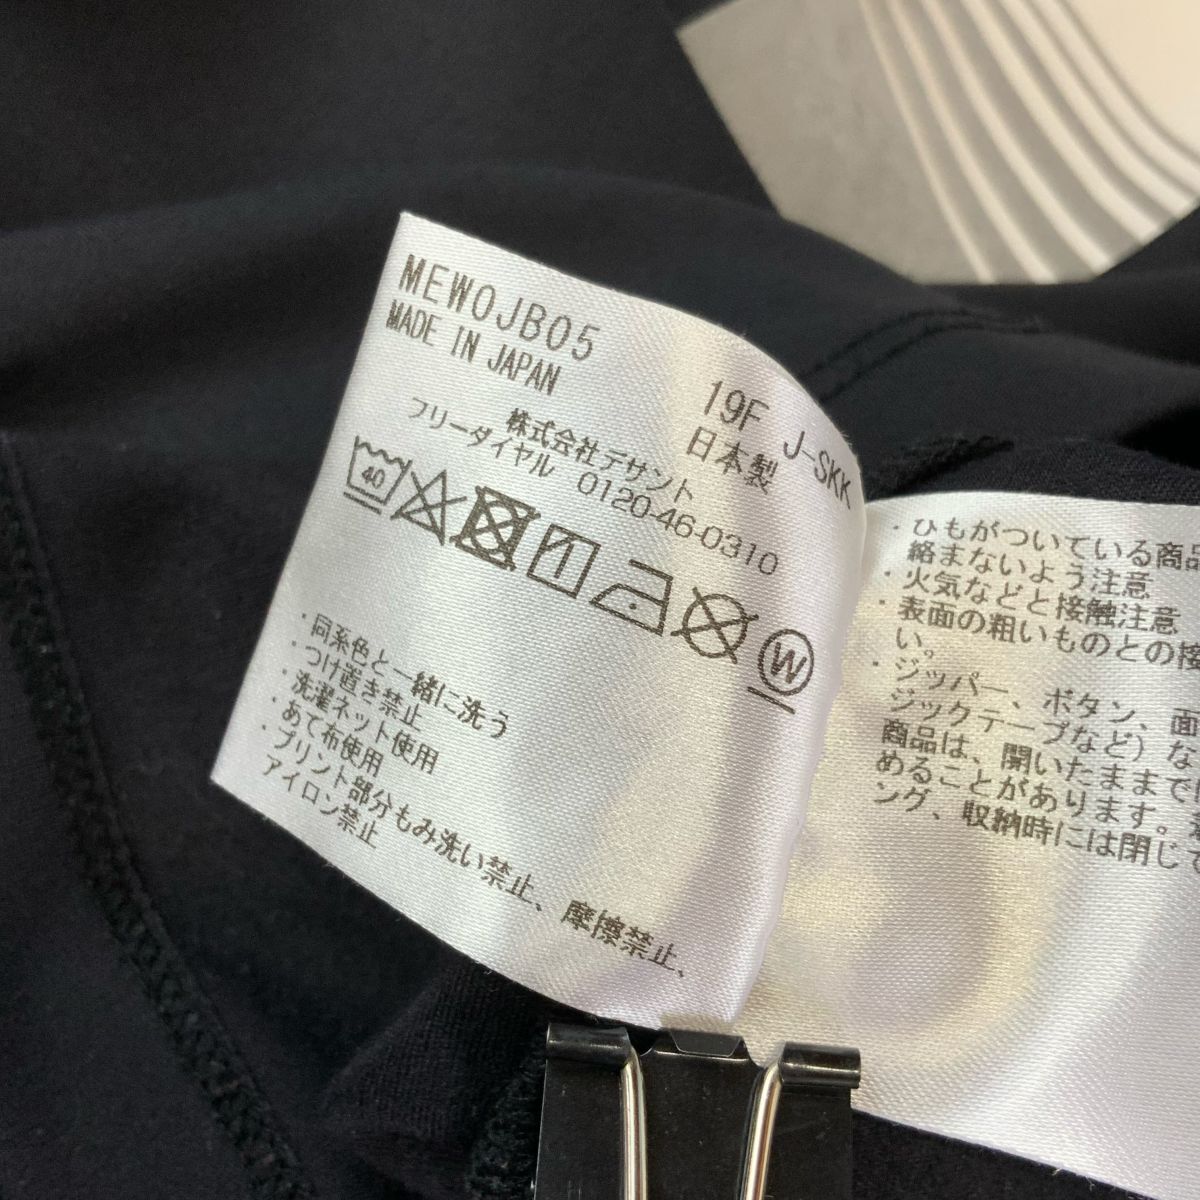 MEWOJB05 19F J-SKK
MADE IN JAPAN 日本製
株式会社デサント
フリーダイヤル 0120-46-0310
40
W
・同系色と一緒に洗う
・つけ置き禁止
・洗濯ネット使用
・あて布使用
・プリント部分もみ洗い禁止、摩擦禁止、
アイロン禁止
・ひもがついている商品
絡まないよう注意
・火気などと接触注意
・表面の粗いものとの接
い。
・ジッパー、ボタン、面
ジックテープなど)な
商品は、開いたままで
めることがあります。
ング、収納時には閉じて